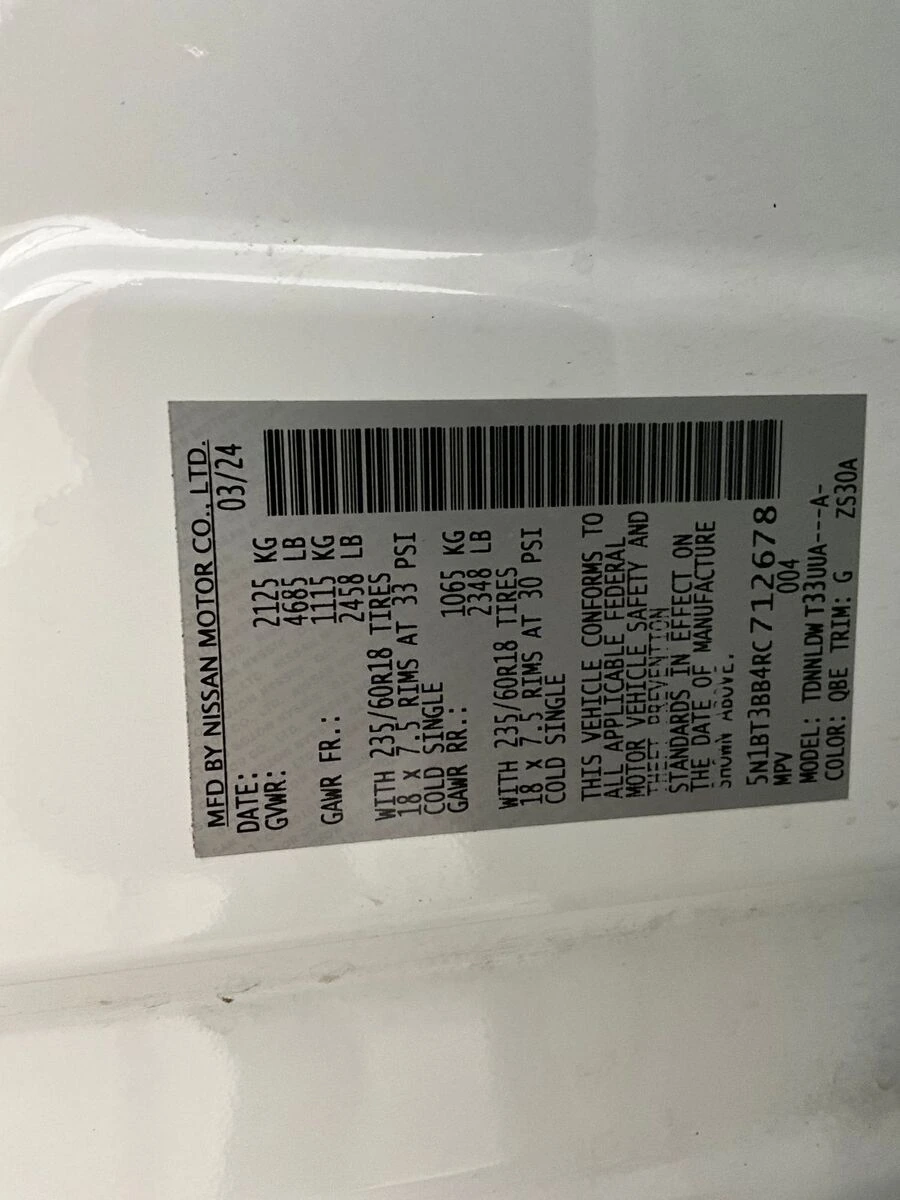 MFD BY NISSAN MOTOR CO., LTD.
DATE: 03/24
GVWR: 2125 KG
4685 LB
GAWR FR.: 1115 KG
2458 LB
WITH 235/60R18 TIRES
18 X 7.5 RIMS AT 33 PSI
COLD SINGLE
GAWR RR.: 1065 KG
2348 LB
WITH 235/60R18 TIRES
18 X 7.5 RIMS AT 30 PSI
COLD SINGLE
THIS VEHICLE CONFORMS TO
ALL APPLICABLE FEDERAL
MOTOR VEHICLE SAFETY AND
THEFT PREVENTION
STANDARDS IN EFFECT ON
THE DATE OF MANUFACTURE
SHOWN ABOVE.
5N1BT3BB4RC712678
MPV 004
MODEL: TDNNLDW T33UUA---A-
COLOR: QBE TRIM: G ZS30A